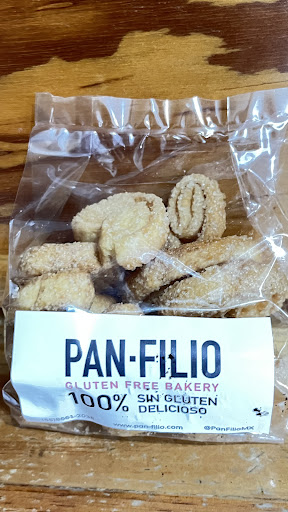 PAN·FILIO
GLUTEN FREE BAKERY
100% SIN GLUTEN
DELICIOSO
www.pan-filio.com @PanFilioMX